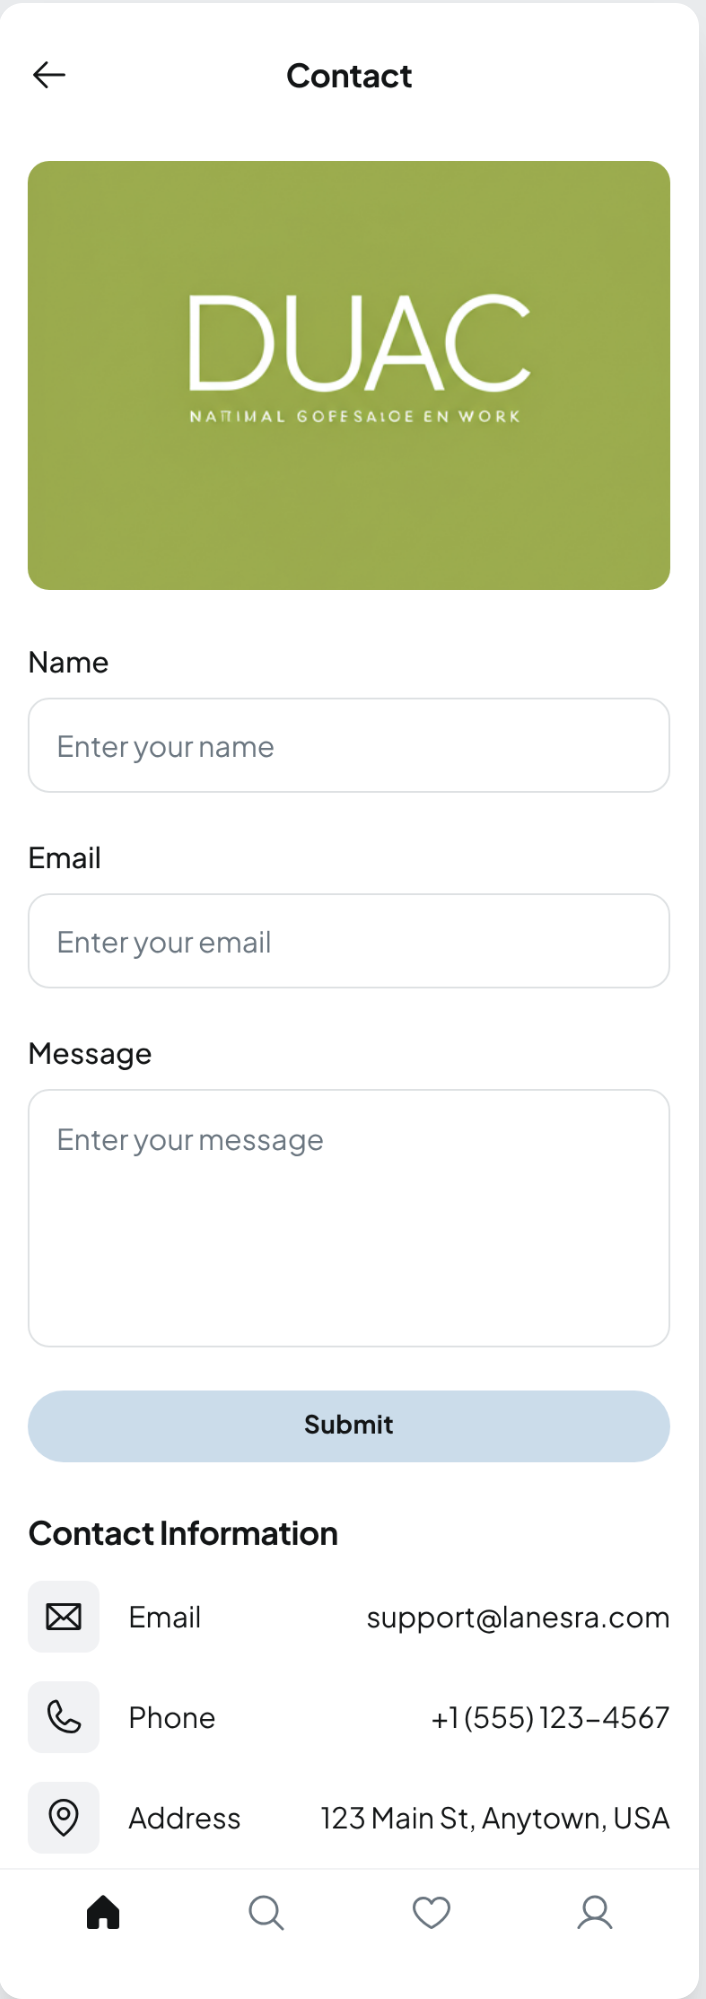 Contact
DUAC
NATIMAL GOFESALOE EN WORK
Name
Enter your name
Email
Enter your email
Message
Enter your message
Submit
Contact Information
Email support@lanesra.com
Phone +1 (555) 123-4567
Address 123 Main St, Anytown, USA